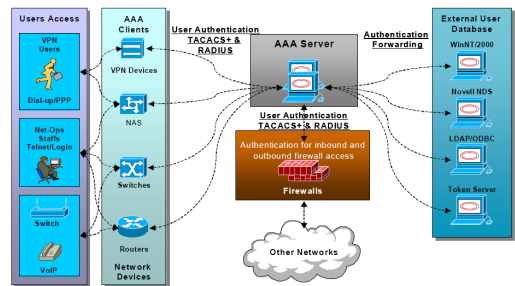 Users Access
VPN
Users
Dial-up/PPP
Net-Ops
Staffs
Telnet/Login
Switch
VoIP
AAA
Clients
VPN Devices
NAS
Switches
Routers
Network
Devices
User Authentication
TACACS+ &
RADIUS
AAA Server
User Authentication
TACACS+ & RADIUS
Authentication for inbound and
outbound firewall access
Firewalls
Other Networks
Authentication
Forwarding
External User
Database
WinNT/2000
Novell NDS
LDAP/ODBC
Token Server